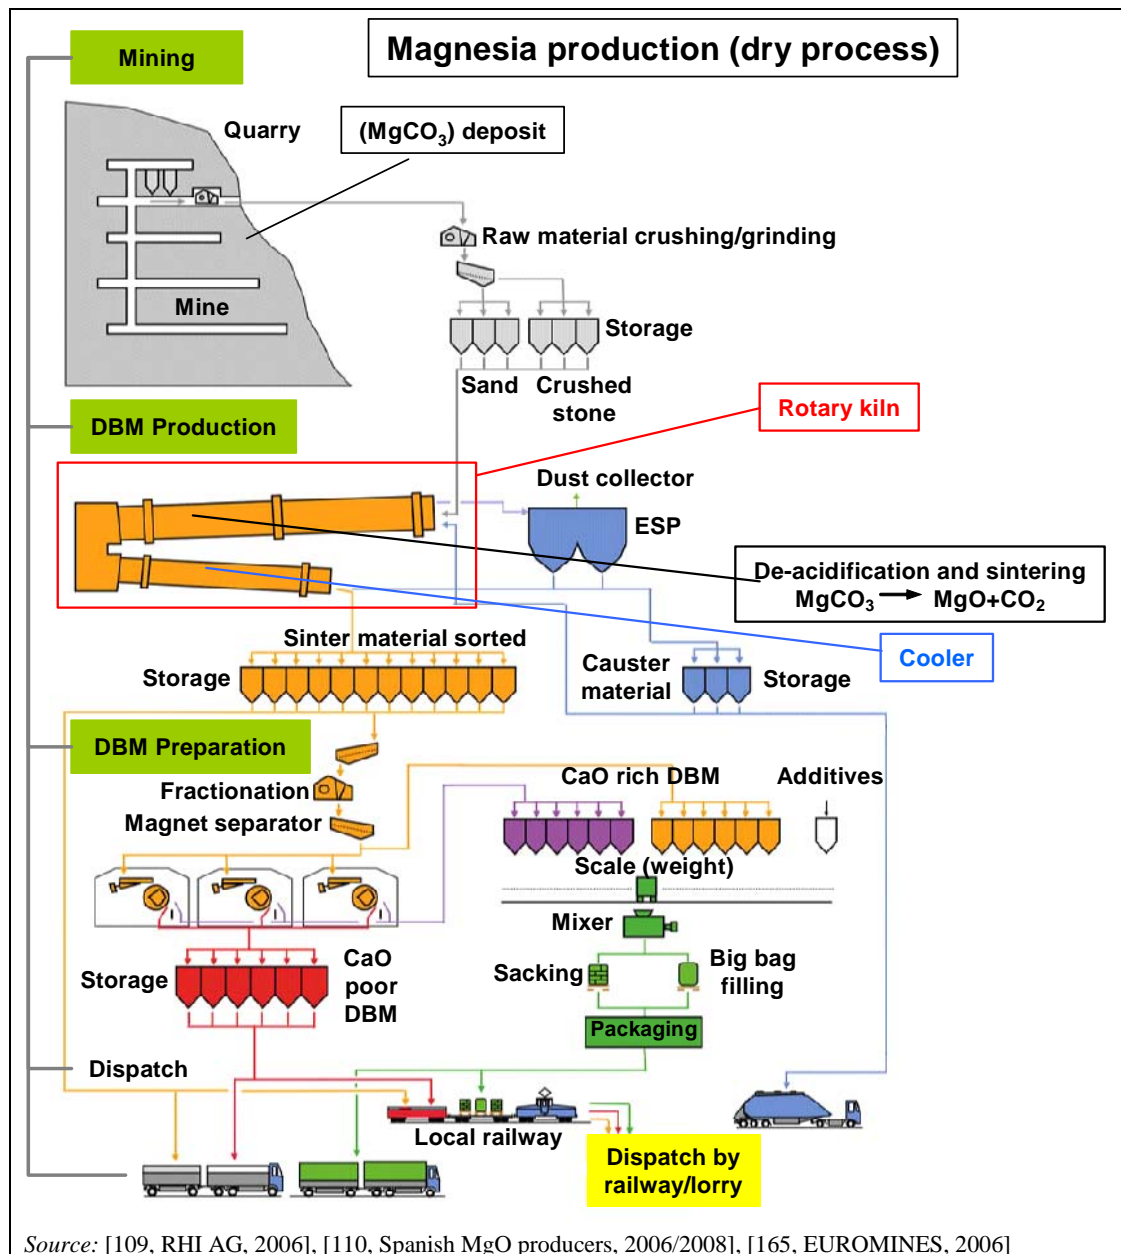 Magnesia production (dry process)
Mining
Quarry
(MgCO₃) deposit
Raw material crushing/grinding
Mine
Storage
Sand
Crushed
stone
DBM Production
Rotary kiln
Dust collector
ESP
De-acidification and sintering
MgCO₃ → MgO+CO₂
Sinter material sorted
Cooler
Storage
Causter
material
Storage
DBM Preparation
CaO rich DBM
Additives
Fractionation
Magnet separator
Scale (weight)
Mixer
Storage
CaO
poor
DBM
Sacking
Big bag
filling
Packaging
Dispatch
Local railway
Dispatch by
railway/lorry
Source: [109, RHI AG, 2006], [110, Spanish MgO producers, 2006/2008], [165, EUROMINES, 2006]